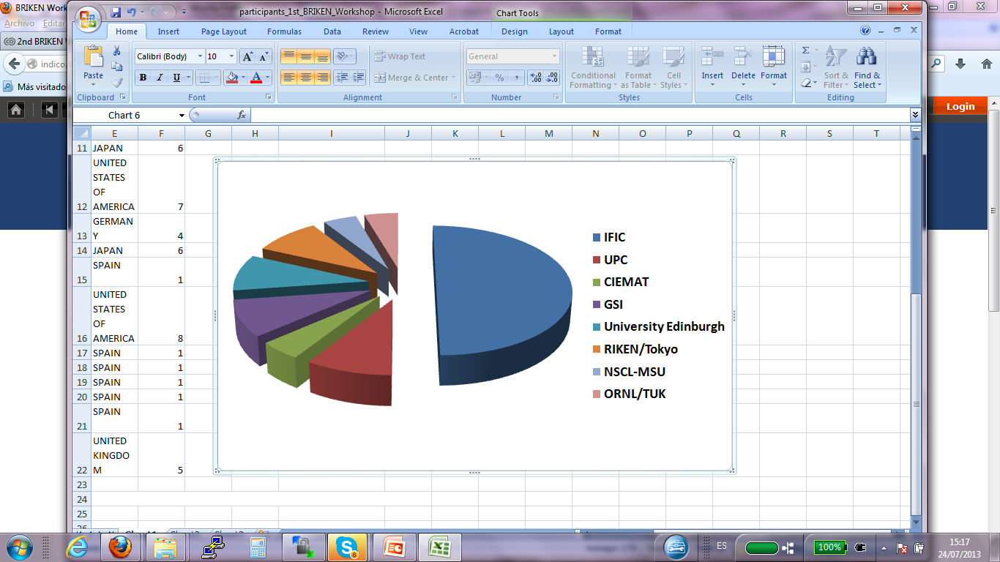 participants_1st_BRIKEN_Workshop - Microsoft Excel
Chart Tools
BRIKEN Work
Archivo Editar
2nd BRIKEN
indico.
Más visitado
Login
Home Insert Page Layout Formulas Data Review View Acrobat Design Layout Format
Calibri (Body) 10
Wrap Text
General
Paste
B I U
Merge & Center
Conditional Formatting
Format as Table
Cell Styles
Insert Delete Format
Σ
Sort & Filter
Find & Select
Clipboard Font Alignment Number Styles Cells Editing
Chart 6
fx
E F G H I J K L M N O P Q R S T
11 JAPAN 6
UNITED
STATES
OF
12 AMERICA 7
GERMAN
13 Y 4
14 JAPAN 6
SPAIN
15 1
UNITED
STATES
OF
16 AMERICA 8
17 SPAIN 1
18 SPAIN 1
19 SPAIN 1
20 SPAIN 1
SPAIN
21 1
UNITED
KINGDO
22 M 5
23
24
25
IFIC
UPC
CIEMAT
GSI
University Edinburgh
RIKEN/Tokyo
NSCL-MSU
ORNL/TUK
ES
100%
15:17
24/07/2013